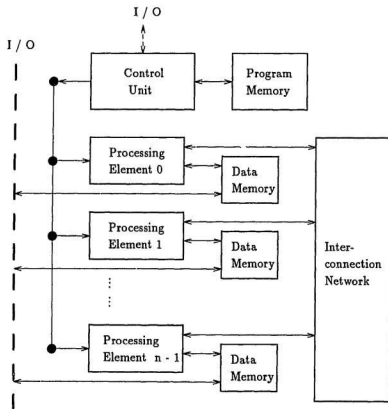 I / O
I / O
Control
Unit
Program
Memory
Processing
Element 0
Data
Memory
Processing
Element 1
Data
Memory
Inter-
connection
Network
Processing
Element n - 1
Data
Memory